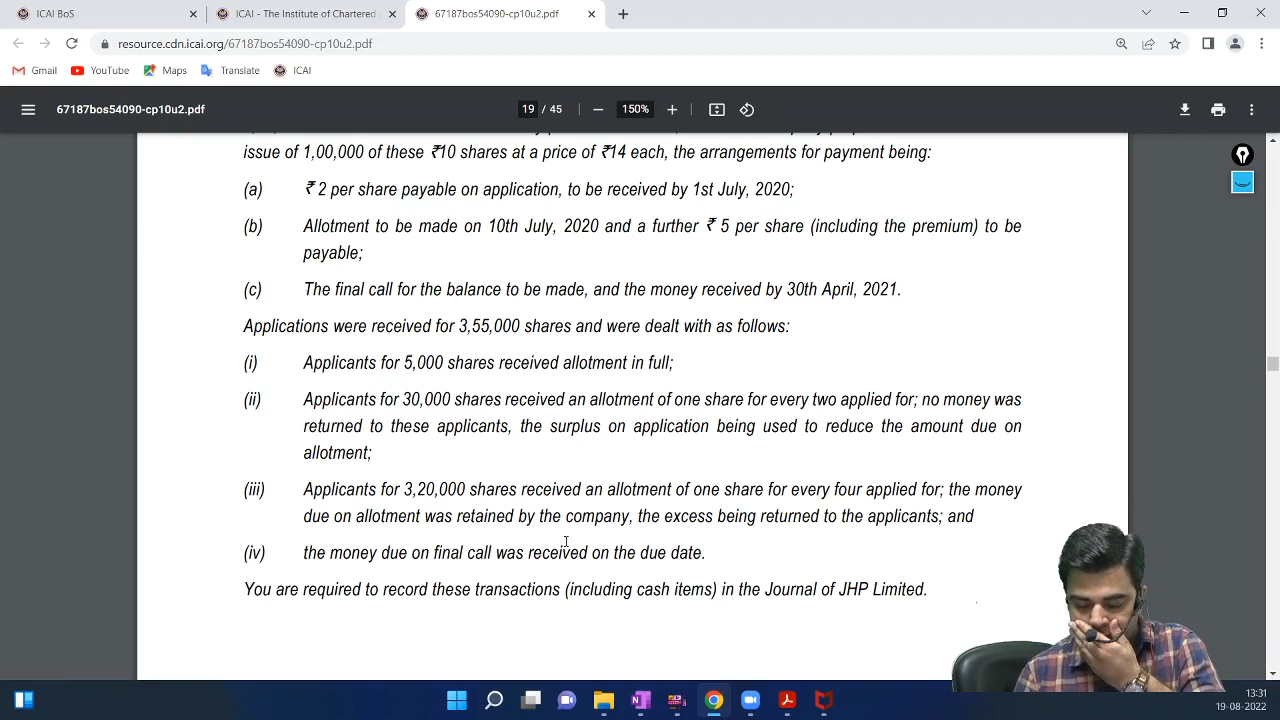 ICAI BoS
ICAI - The Institute of Chartered
67187bos54090-cp10u2.pdf
resource.cdn.icai.org/67187bos54090-cp10u2.pdf
Gmail
YouTube
Maps
Translate
ICAI
67187bos54090-cp10u2.pdf
19 / 45
150%
issue of 1,00,000 of these ₹10 shares at a price of ₹14 each, the arrangements for payment being:
(a) ₹ 2 per share payable on application, to be received by 1st July, 2020;
(b) Allotment to be made on 10th July, 2020 and a further ₹ 5 per share (including the premium) to be
payable;
(c) The final call for the balance to be made, and the money received by 30th April, 2021.
Applications were received for 3,55,000 shares and were dealt with as follows:
(i) Applicants for 5,000 shares received allotment in full;
(ii) Applicants for 30,000 shares received an allotment of one share for every two applied for; no money was
returned to these applicants, the surplus on application being used to reduce the amount due on
allotment;
(iii) Applicants for 3,20,000 shares received an allotment of one share for every four applied for; the money
due on allotment was retained by the company, the excess being returned to the applicants; and
(iv) the money due on final call was received on the due date.
You are required to record these transactions (including cash items) in the Journal of JHP Limited.
13:31
19-08-2022